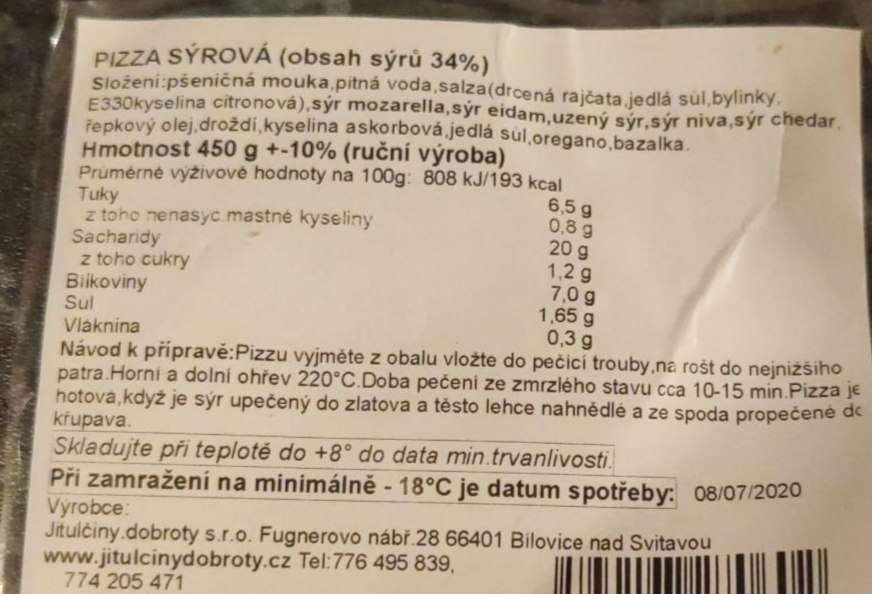 PIZZA SÝROVÁ (obsah sýrů 34%)
Složení:pšeničná mouka,pitná voda,salza(drcená rajčata,jedlá sůl,bylinky,
E330kyselina citronová),sýr mozarella,sýr eidam,uzený sýr,sýr niva,sýr chedar,
řepkový olej,droždí,kyselina askorbová,jedlá sůl,oregano,bazalka.
Hmotnost 450 g +-10% (ruční výroba)
Průměrné výživové hodnoty na 100g: 808 kJ/193 kcal
Tuky 6,5 g
z toho nenasyc.mastné kyseliny 0,8 g
Sacharidy 20 g
z toho cukry 1,2 g
Bílkoviny 7,0 g
Sůl 1,65 g
Vláknina 0,3 g
Návod k přípravě:Pizzu vyjměte z obalu vložte do pečící trouby,na rošt do nejnižšího
patra.Horní a dolní ohřev 220°C.Doba pečení ze zmrzlého stavu cca 10-15 min.Pizza je
hotová,když je sýr upečený do zlatova a těsto lehce nahnědlé a ze spoda propečené do
křupava.
Skladujte při teplotě do +8° do data min.trvanlivosti.
Při zamražení na minimálně - 18°C je datum spotřeby: 08/07/2020
Výrobce:
Jitulčiny.dobroty s.r.o. Fugnerovo nábř.28 66401 Bílovice nad Svitavou
www.jitulcinydobroty.cz Tel:776 495 839,
774 205 471